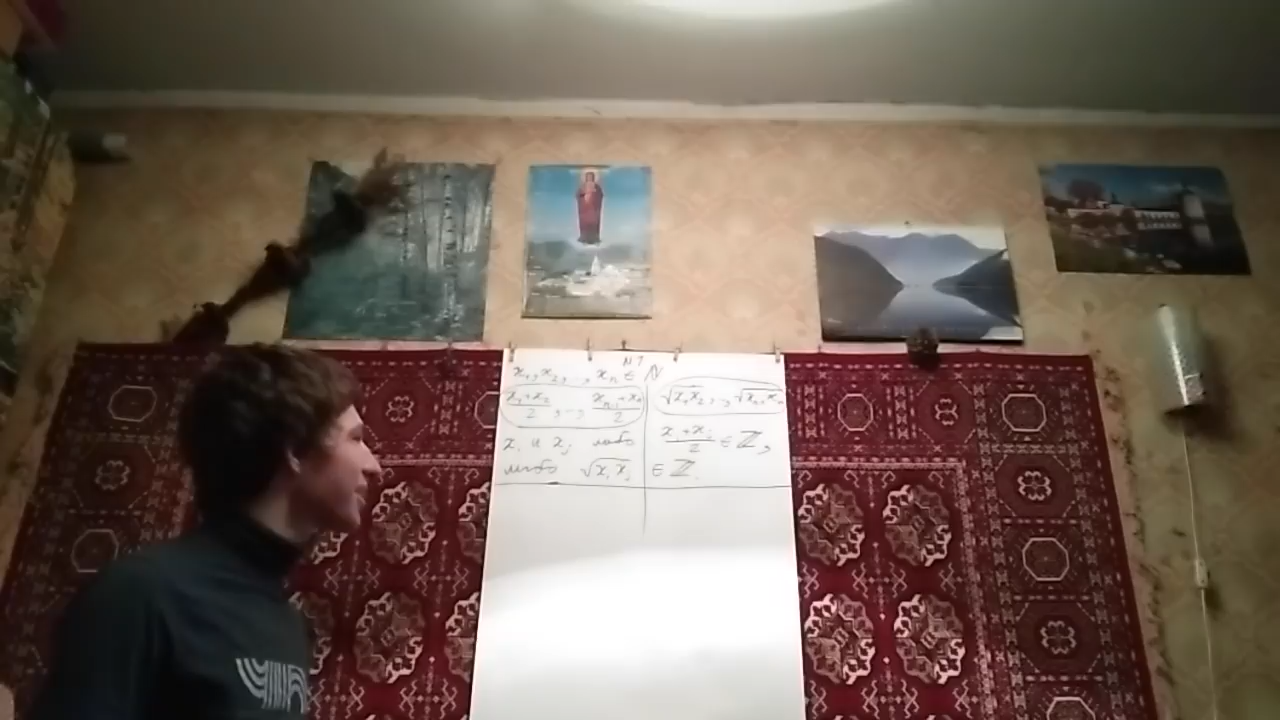 №7
x₁, x₂, , xₙ ∈ ℕ
(x₁+x₂)/2, -, (xₙ₋₁+xₙ)/2
√x₁x₂, -, √xₙ₋₁xₙ
xᵢ и xⱼ либо (xᵢ+xⱼ)/2 ∈ ℤ,
либо √xᵢxⱼ ∈ ℤ.